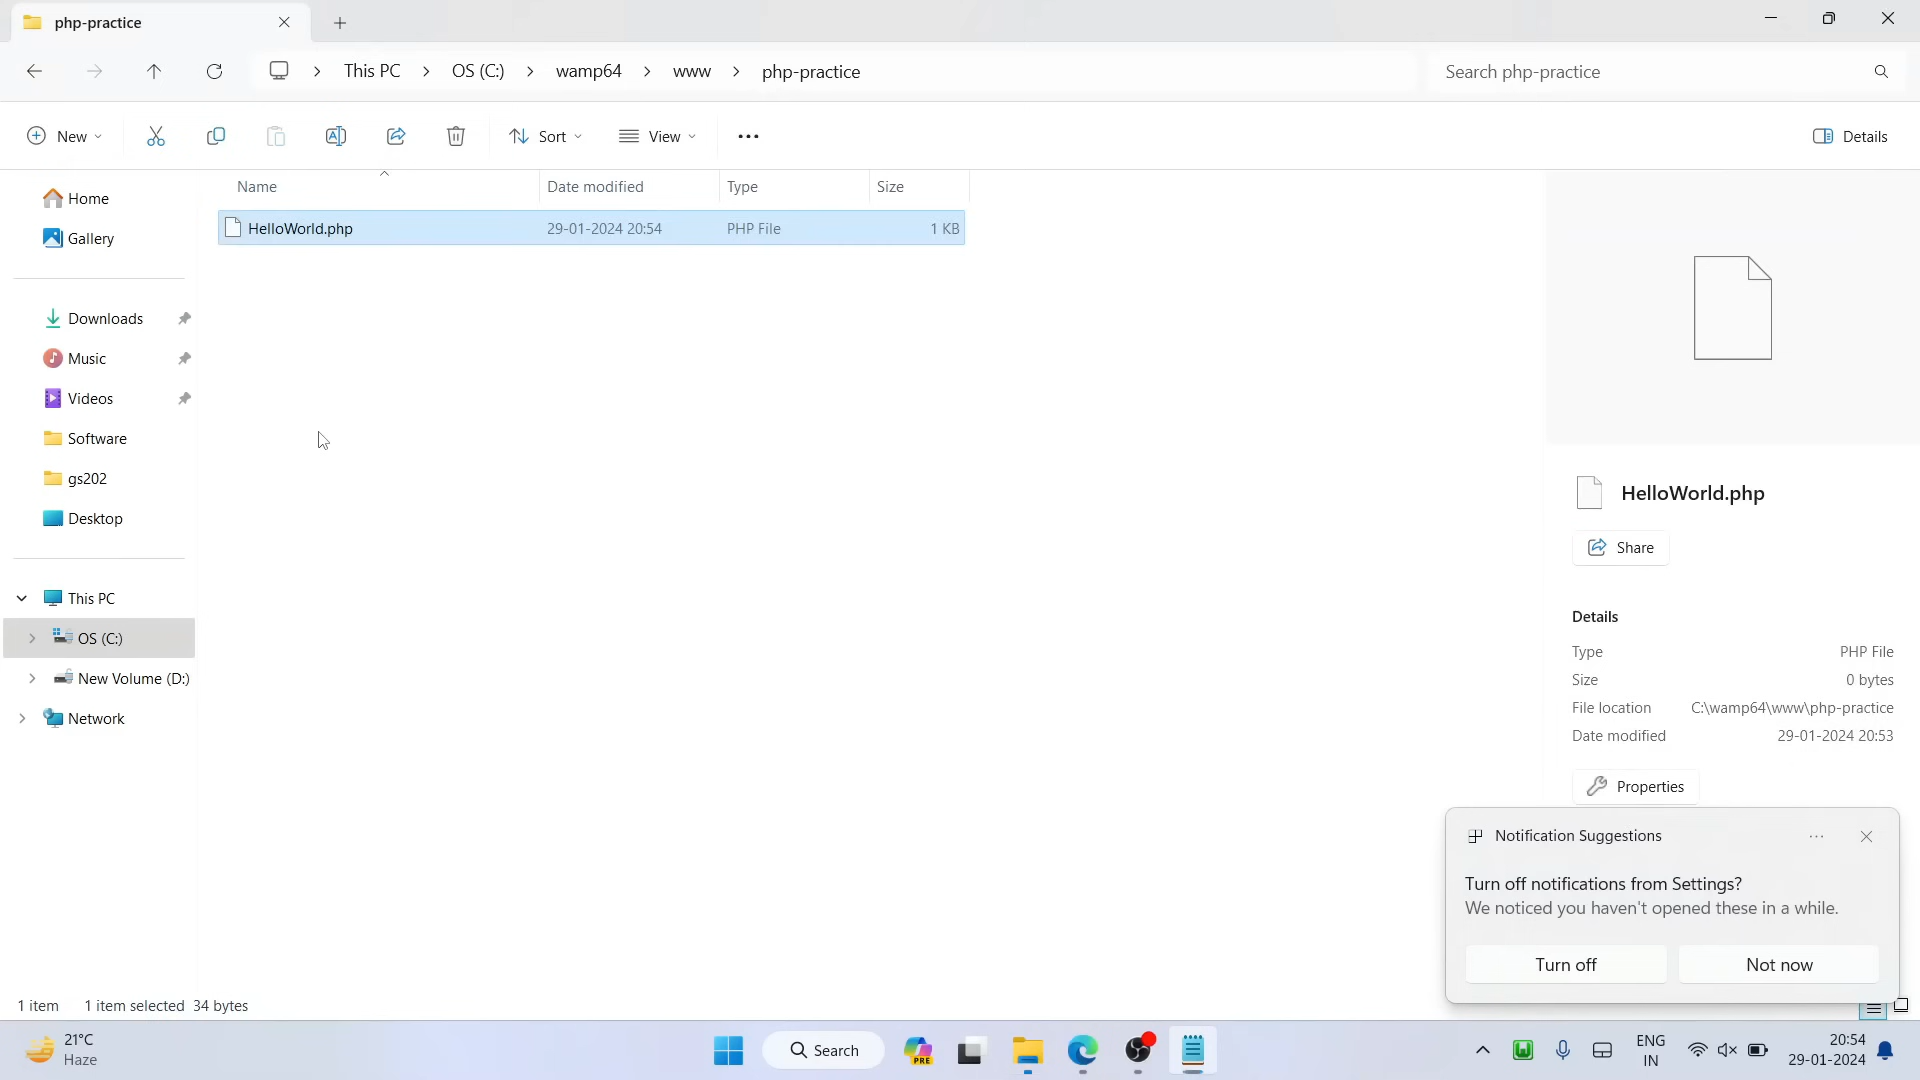 php-practice
This PC > OS (C:) > wamp64 > www > php-practice
Search php-practice
New
Sort
View
Details
Name Date modified Type Size
HelloWorld.php 29-01-2024 20:54 PHP File 1 KB
Home
Gallery
Downloads
Music
Videos
Software
gs202
Desktop
This PC
OS (C:)
New Volume (D:)
Network
HelloWorld.php
Share
Details
Type PHP File
Size 0 bytes
File location C:\wamp64\www\php-practice
Date modified 29-01-2024 20:53
Properties
Notification Suggestions
Turn off notifications from Settings?
We noticed you haven't opened these in a while.
Turn off Not now
1 item 1 item selected 34 bytes
21°C
Haze
Search
PRE
ENG
IN
20:54
29-01-2024